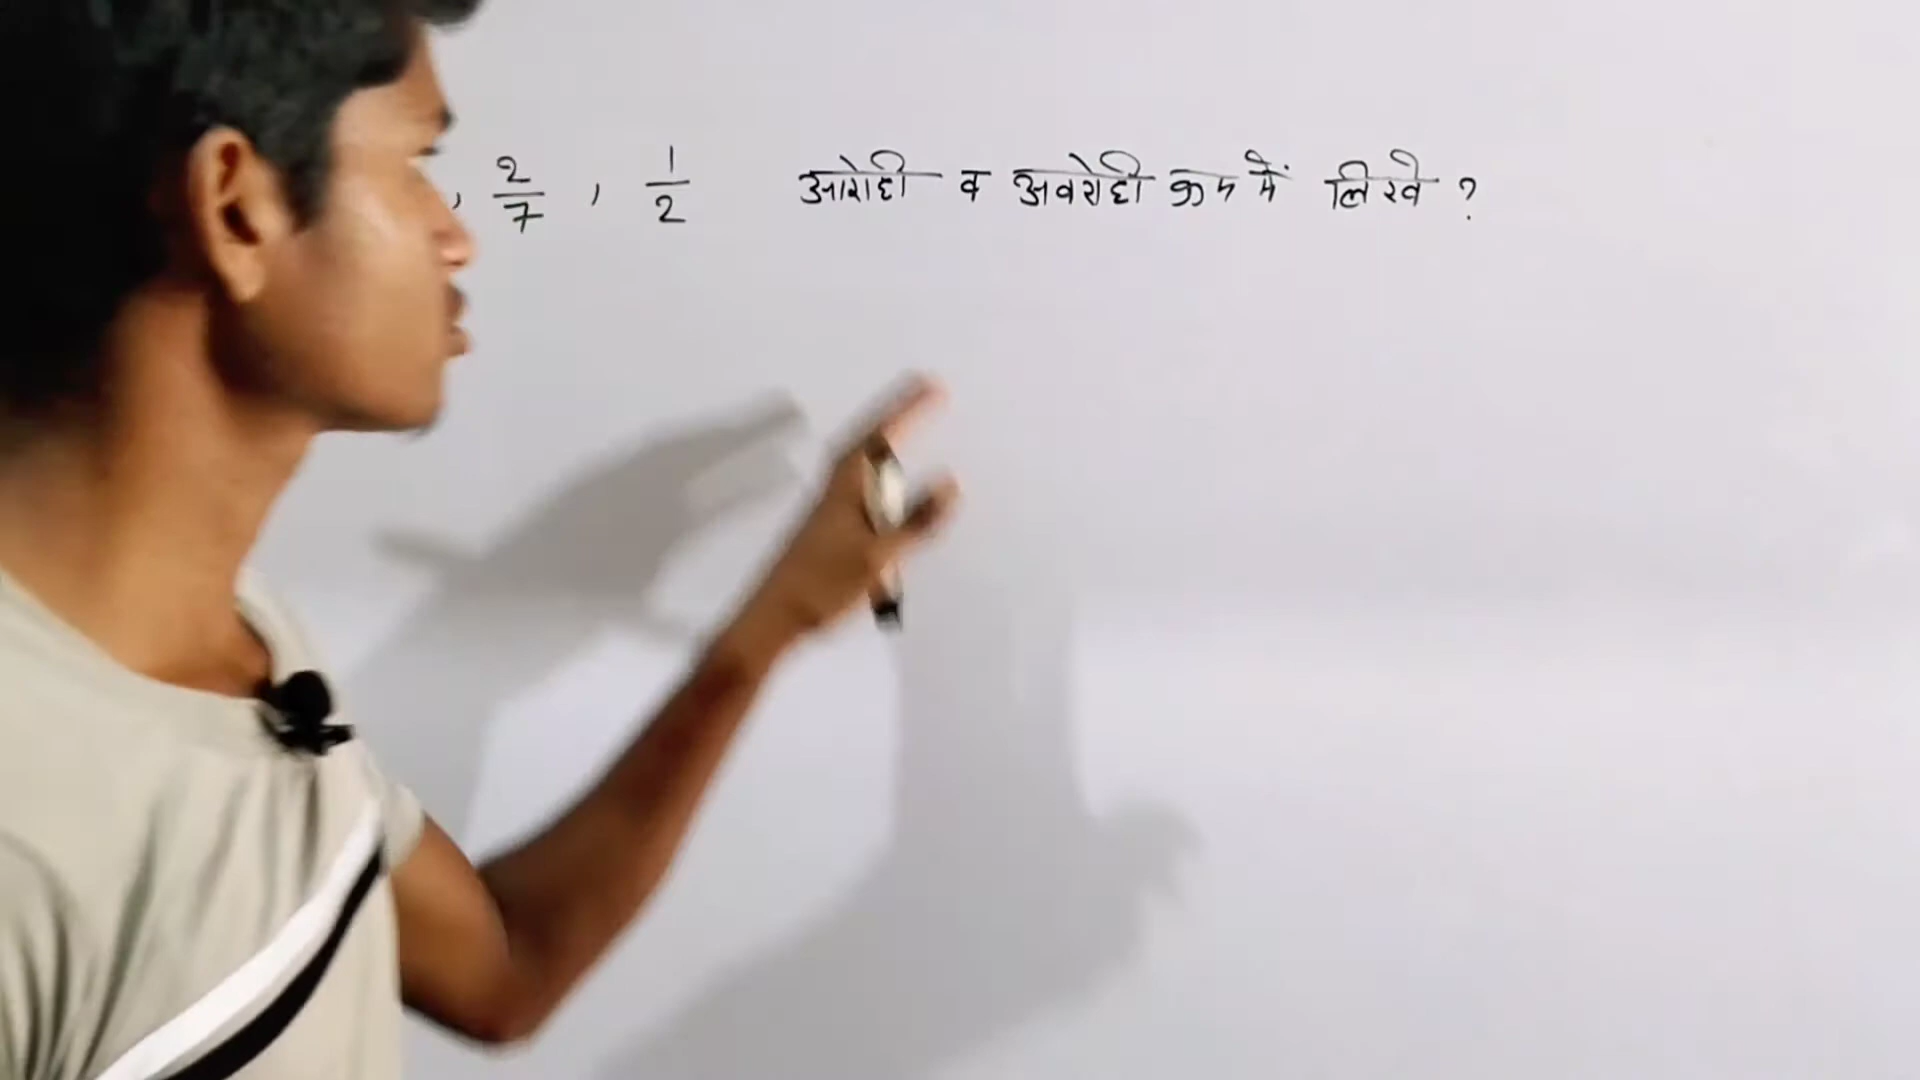 , 2/7 , 1/2 आरोही व अवरोही क्रम में लिखे ?